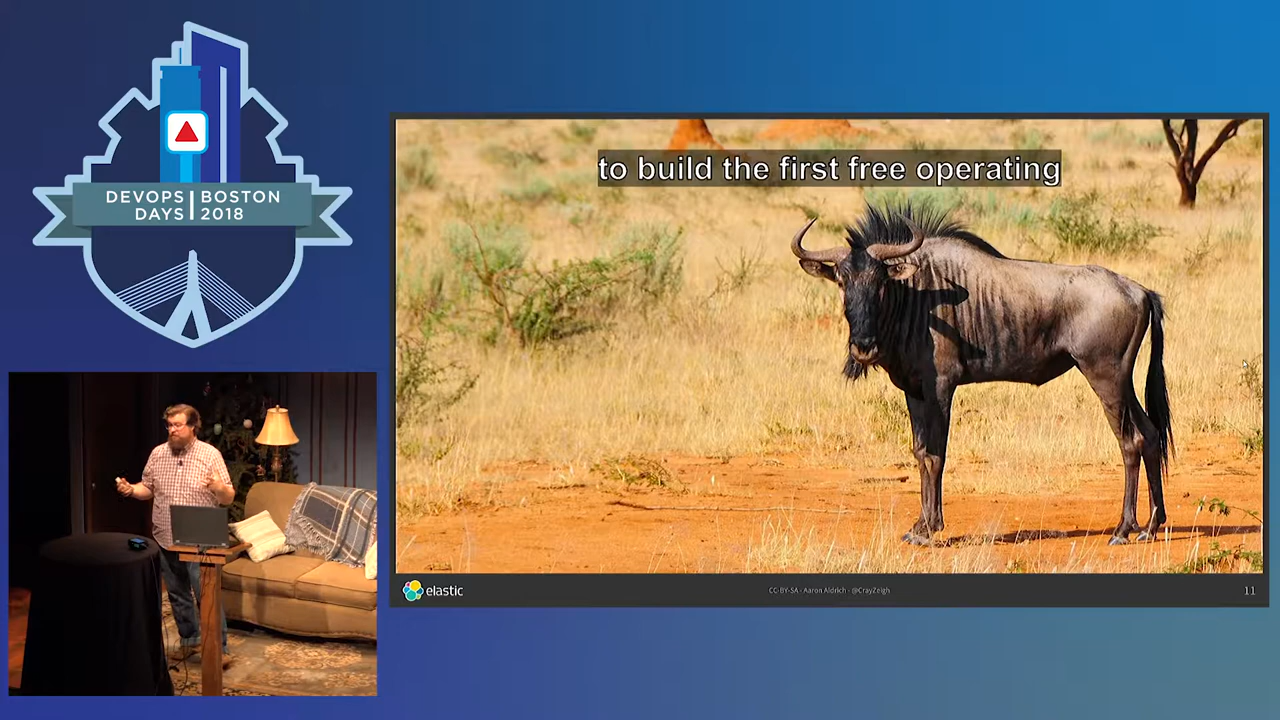 DEVOPS BOSTON
DAYS 2018
to build the first free operating
elastic
CC-BY-SA - Aaron Aldrich - @CrayZeigh
11